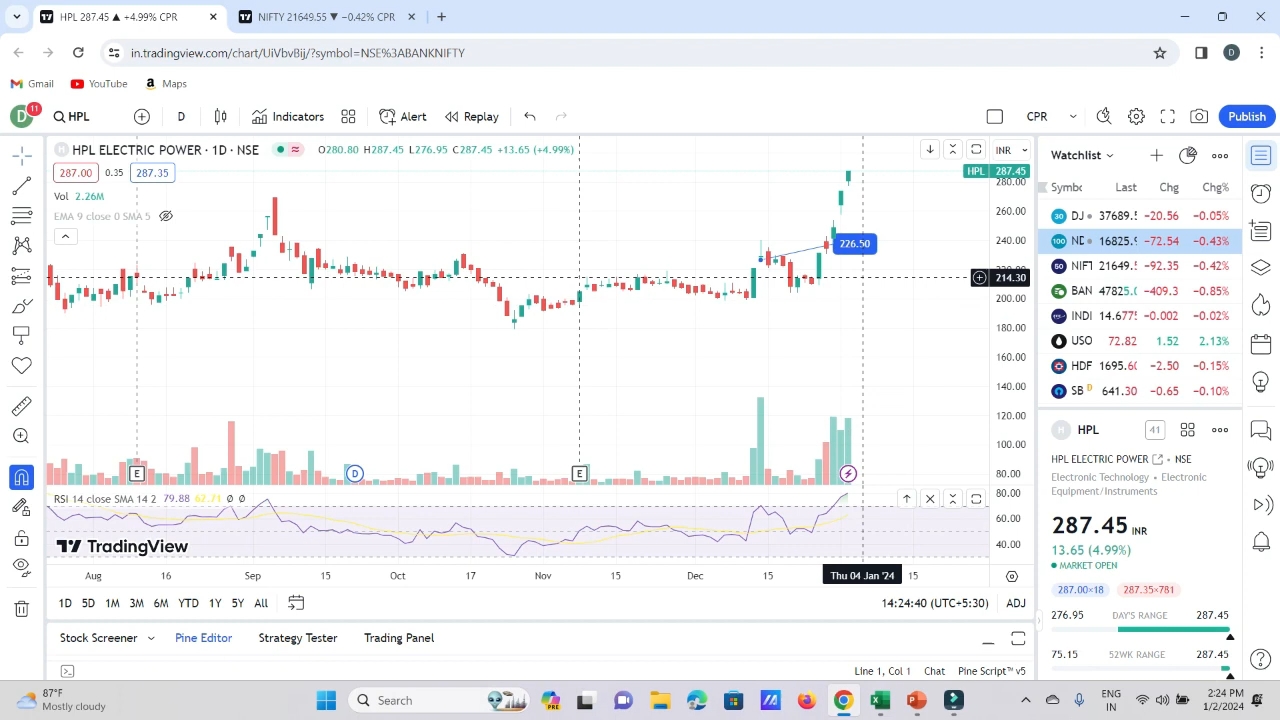 HPL 287.45 ▲ +4.99% CPR
NIFTY 21649.55 ▼ −0.42% CPR
in.tradingview.com/chart/UiVbvBij/?symbol=NSE%3ABANKNIFTY
D
Gmail
YouTube
Maps
D
11
HPL
D
Indicators
Alert
Replay
CPR
Publish
HPL ELECTRIC POWER · 1D · NSE
O280.80 H287.45 L276.95 C287.45 +13.65 (+4.99%)
INR
287.00
0.35
287.35
Vol 2.26M
EMA 9 close 0 SMA 5
HPL 287.45
280.00
260.00
240.00
226.50
214.30
200.00
180.00
160.00
140.00
120.00
100.00
80.00
E
D
E
RSI 14 close SMA 14 2 79.88 62.71 Ø Ø
80.00
60.00
40.00
TradingView
Aug
16
Sep
15
Oct
17
Nov
15
Dec
15
Thu 04 Jan '24
15
1D
5D
1M
3M
6M
YTD
1Y
5Y
All
14:24:40 (UTC+5:30)
ADJ
Stock Screener
Pine Editor
Strategy Tester
Trading Panel
Line 1, Col 1
Chat
Pine Script™ v5
Watchlist
Symbo
Last
Chg
Chg%
30 DJ 37689. −20.56 −0.05%
100 ND 16825. −72.54 −0.43%
50 NIFT 21649. −92.35 −0.42%
BAN 47825.0 −409.3 −0.85%
INDI 14.6775 −0.002 −0.02%
USO 72.82 1.52 2.13%
HDF 1695.60 −2.50 −0.15%
SB D 641.30 −0.65 −0.10%
H
HPL
41
HPL ELECTRIC POWER
NSE
Electronic Technology • Electronic
Equipment/Instruments
287.45 INR
13.65 (4.99%)
MARKET OPEN
287.00×18
287.35×781
276.95
DAY'S RANGE
287.45
75.15
52WK RANGE
287.45
87°F
Mostly cloudy
Search
PRE
ENG
IN
2:24 PM
1/2/2024